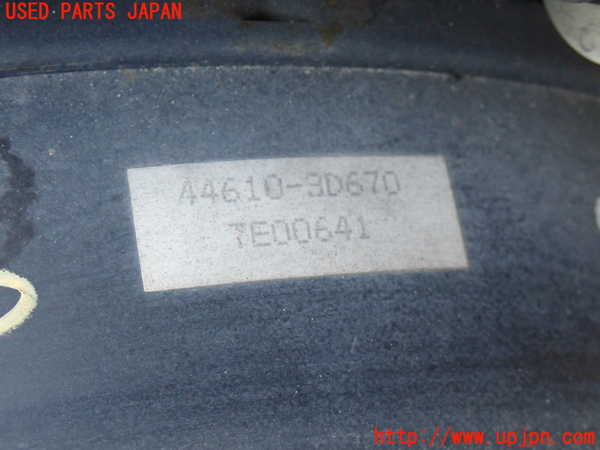 USED PARTS JAPAN
44610-3D670
7E00641
http://www.upjpn.com/